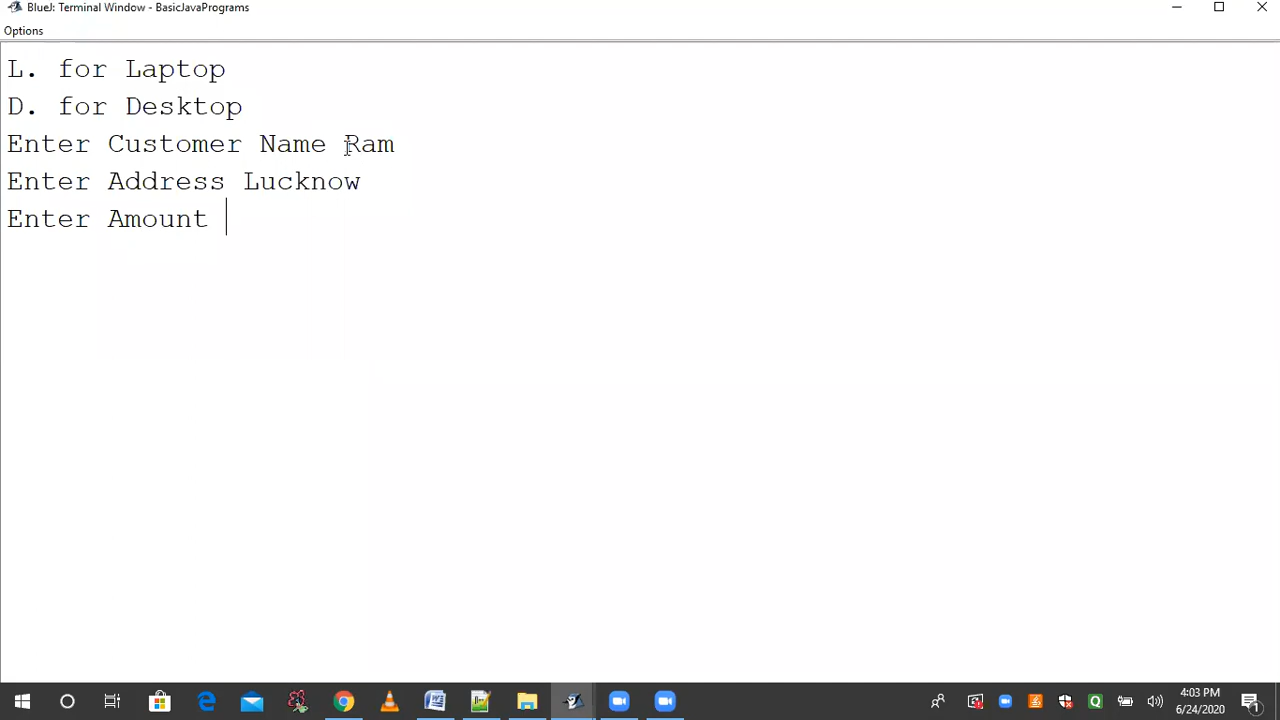 BlueJ: Terminal Window - BasicJavaPrograms
Options
L. for Laptop
D. for Desktop
Enter Customer Name Ram
Enter Address Lucknow
Enter Amount
4:03 PM
6/24/2020